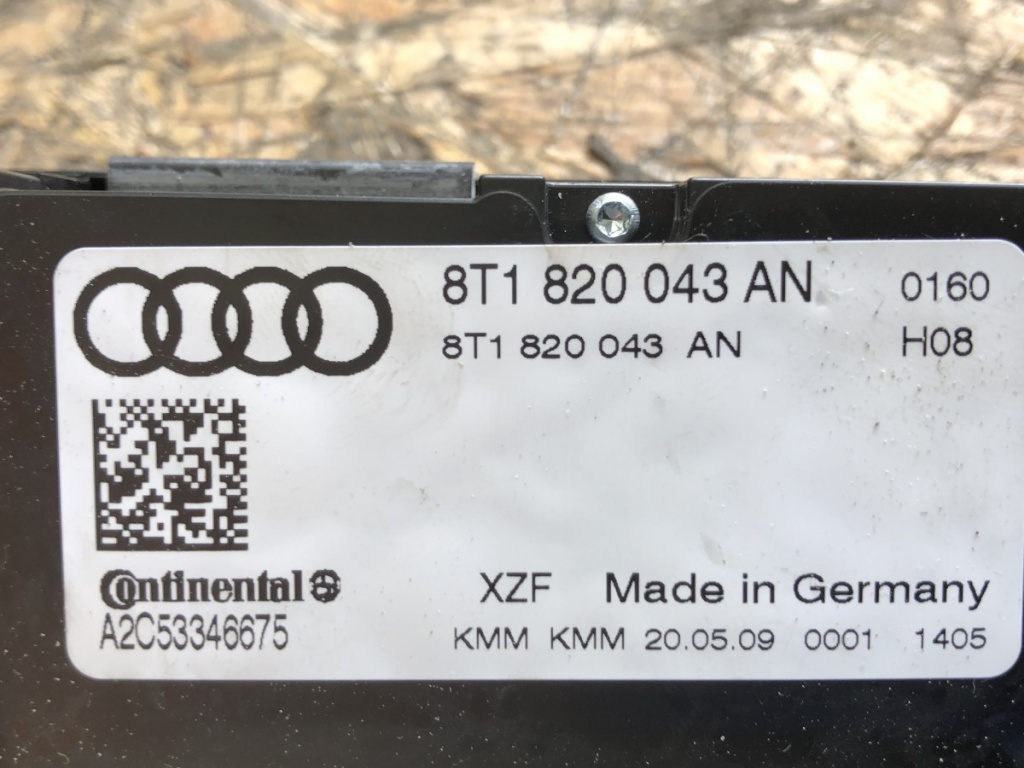 8T1 820 043 AN 0160
8T1 820 043 AN H08
Continental
XZF Made in Germany
A2C53346675
KMM KMM 20.05.09 0001 1405